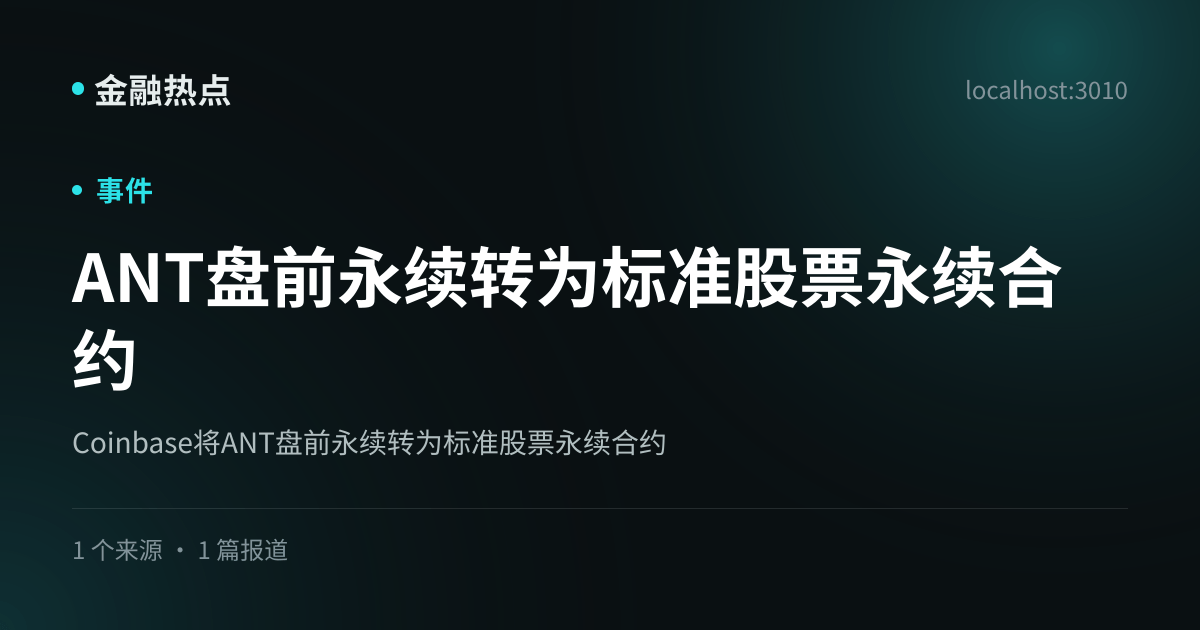 金融热点
localhost:3010
事件
ANT盘前永续转为标准股票永续合
约
Coinbase将ANT盘前永续转为标准股票永续合约
1 个来源 · 1 篇报道